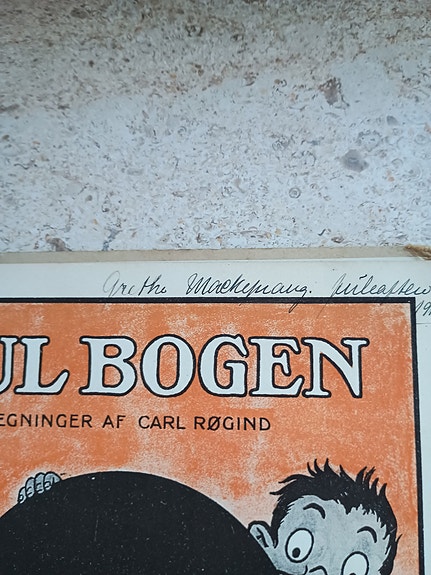 Grethe Mackeprang. Juleaften
19
UL BOGEN
EGNINGER AF CARL RØGIND